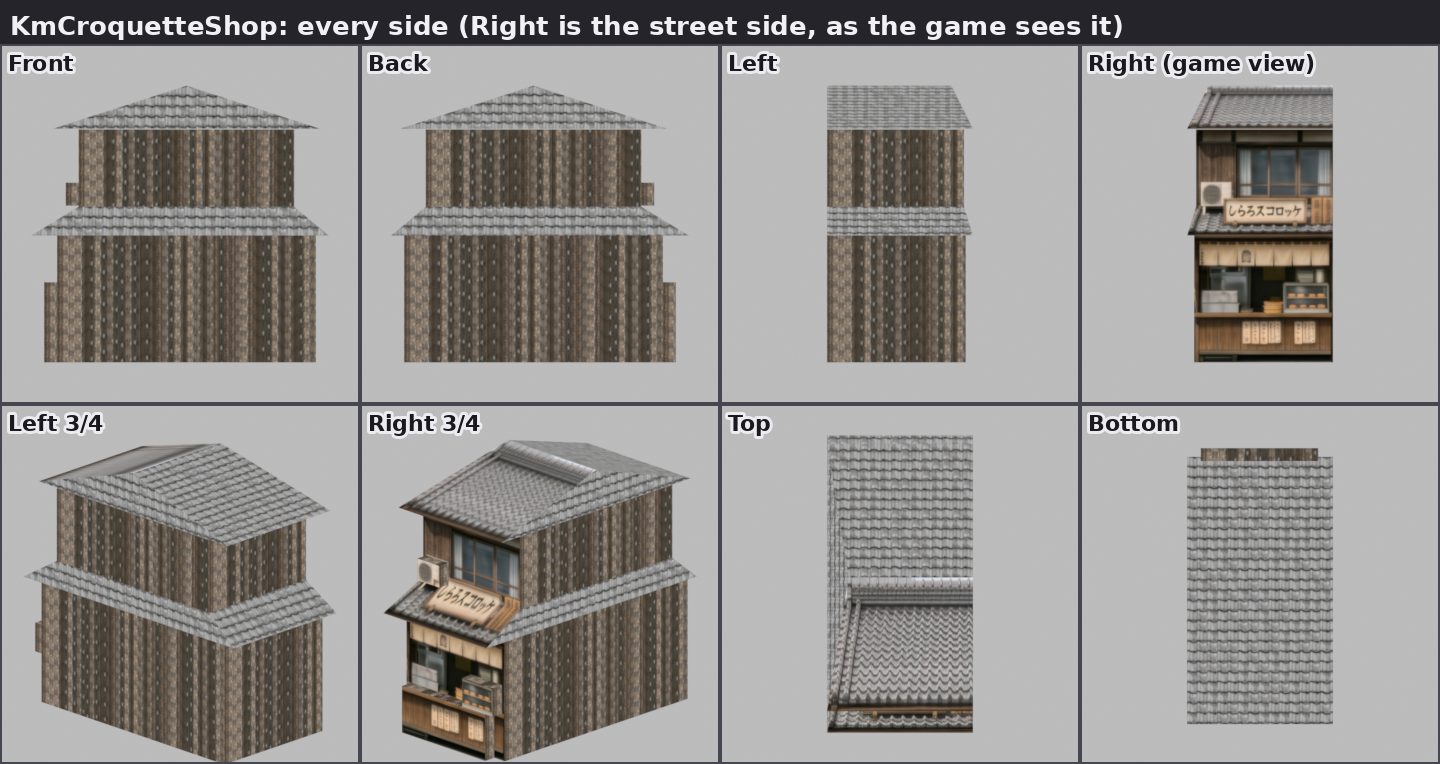 KmCroquetteShop: every side (Right is the street side, as the game sees it)
Front
Back
Left
Right (game view)
しらろスコロッケ
Left 3/4
Right 3/4
しらろスコロッケ
Top
Bottom